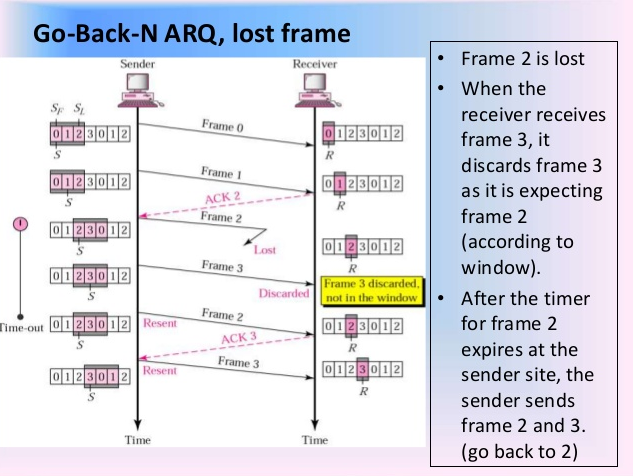 Go-Back-N ARQ, lost frame
Sender
Receiver
S_F S_L
Frame 0
0 1 2 3 0 1 2
S
0 1 2 3 0 1 2
R
Frame 1
0 1 2 3 0 1 2
S
0 1 2 3 0 1 2
R
ACK 2
Frame 2
0 1 2 3 0 1 2
S
Lost
0 1 2 3 0 1 2
R
Frame 3
0 1 2 3 0 1 2
S
Discarded
Frame 3 discarded,
not in the window
Time-out
Frame 2
0 1 2 3 0 1 2
S
Resent
0 1 2 3 0 1 2
R
ACK 3
Frame 3
Resent
0 1 2 3 0 1 2
S
0 1 2 3 0 1 2
R
Time
Time
• Frame 2 is lost
• When the
receiver receives
frame 3, it
discards frame 3
as it is expecting
frame 2
(according to
window).
• After the timer
for frame 2
expires at the
sender site, the
sender sends
frame 2 and 3.
(go back to 2)